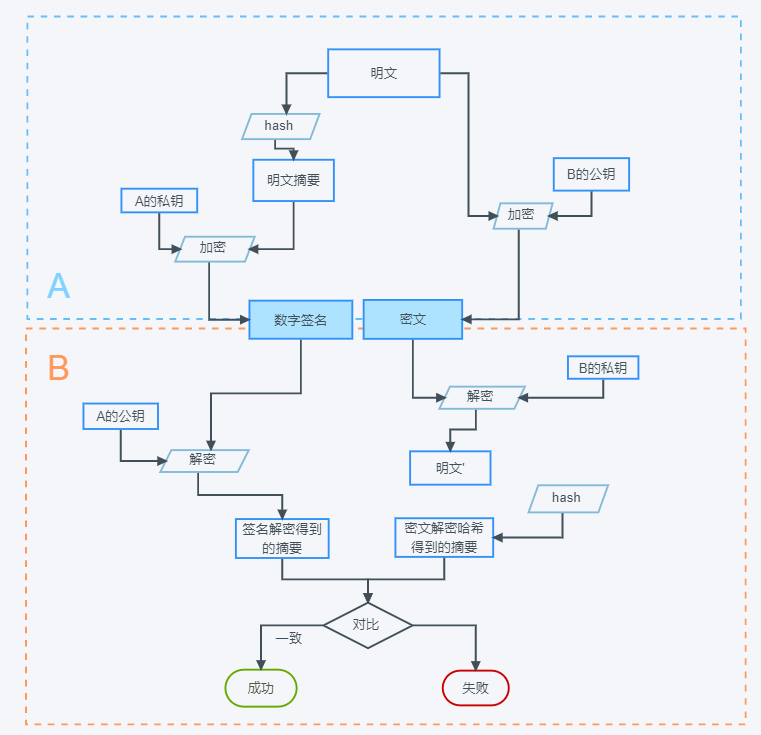 明文
hash
明文摘要
B的公钥
A的私钥
加密
加密
A
数字签名
密文
B
B的私钥
解密
A的公钥
解密
明文'
hash
签名解密得到
的摘要
密文解密哈希
得到的摘要
对比
一致
成功
失败